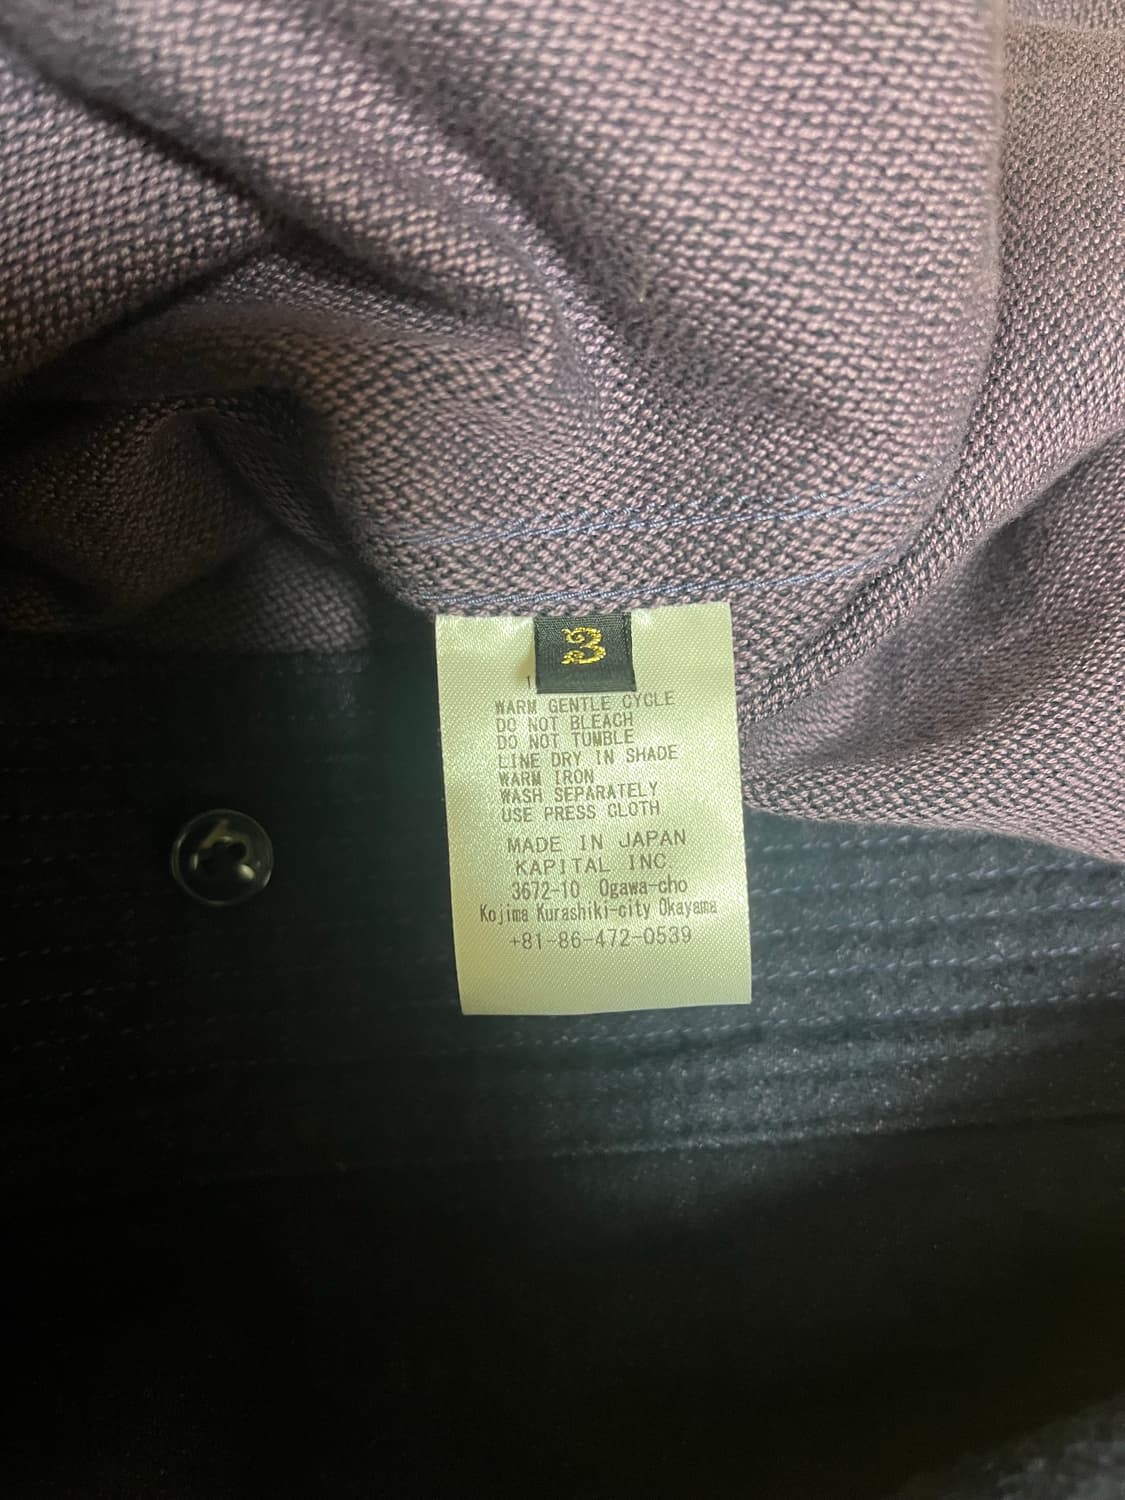 3
1
WARM GENTLE CYCLE
DO NOT BLEACH
DO NOT TUMBLE
LINE DRY IN SHADE
WARM IRON
WASH SEPARATELY
USE PRESS CLOTH
MADE IN JAPAN
KAPITAL INC
3672-10 Ogawa-cho
Kojima Kurashiki-city Okayama
+81-86-472-0539